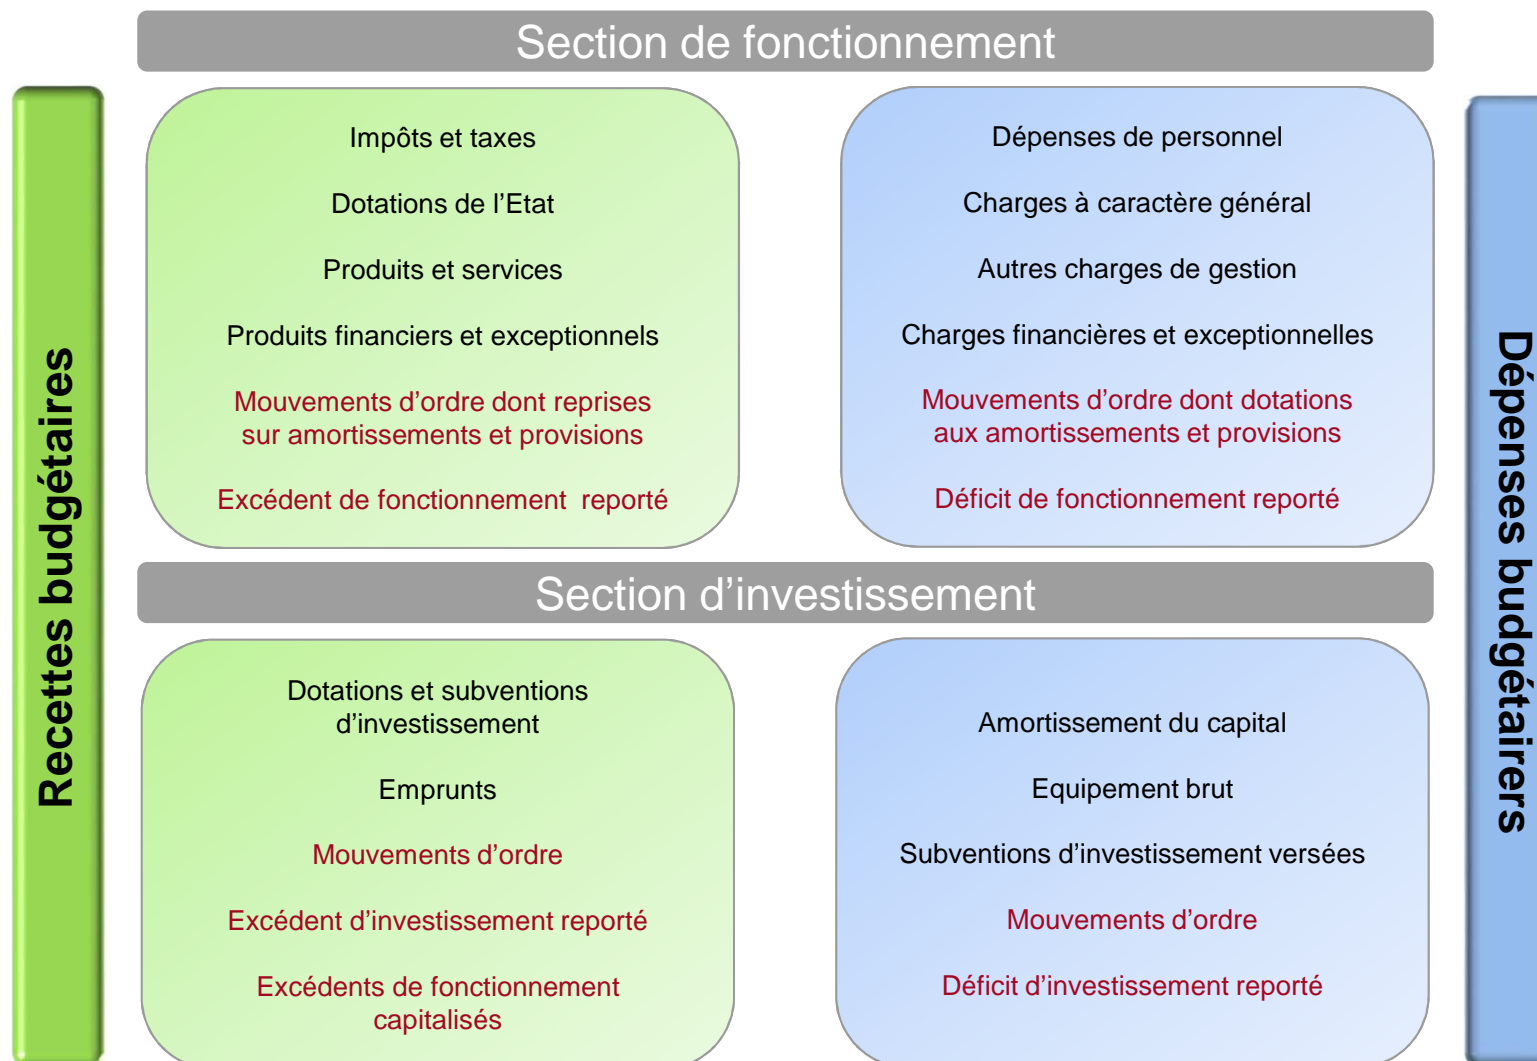 Section de fonctionnement
Recettes budgétaires
Impôts et taxes
Dotations de l’Etat
Produits et services
Produits financiers et exceptionnels
Mouvements d’ordre dont reprises
sur amortissements et provisions
Excédent de fonctionnement reporté
Dépenses de personnel
Charges à caractère général
Autres charges de gestion
Charges financières et exceptionnelles
Mouvements d’ordre dont dotations
aux amortissements et provisions
Déficit de fonctionnement reporté
Dépenses budgétairers
Section d’investissement
Dotations et subventions
d’investissement
Emprunts
Mouvements d’ordre
Excédent d’investissement reporté
Excédents de fonctionnement
capitalisés
Amortissement du capital
Equipement brut
Subventions d’investissement versées
Mouvements d’ordre
Déficit d’investissement reporté